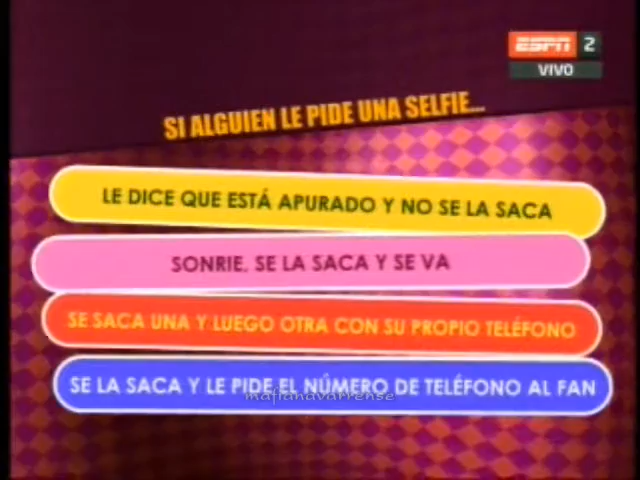 ESPN 2
VIVO
SI ALGUIEN LE PIDE UNA SELFIE...
LE DICE QUE ESTÁ APURADO Y NO SE LA SACA
SONRIE, SE LA SACA Y SE VA
SE SACA UNA Y LUEGO OTRA CON SU PROPIO TELÉFONO
SE LA SACA Y LE PIDE EL NÚMERO DE TELÉFONO AL FAN
mafianavarrense